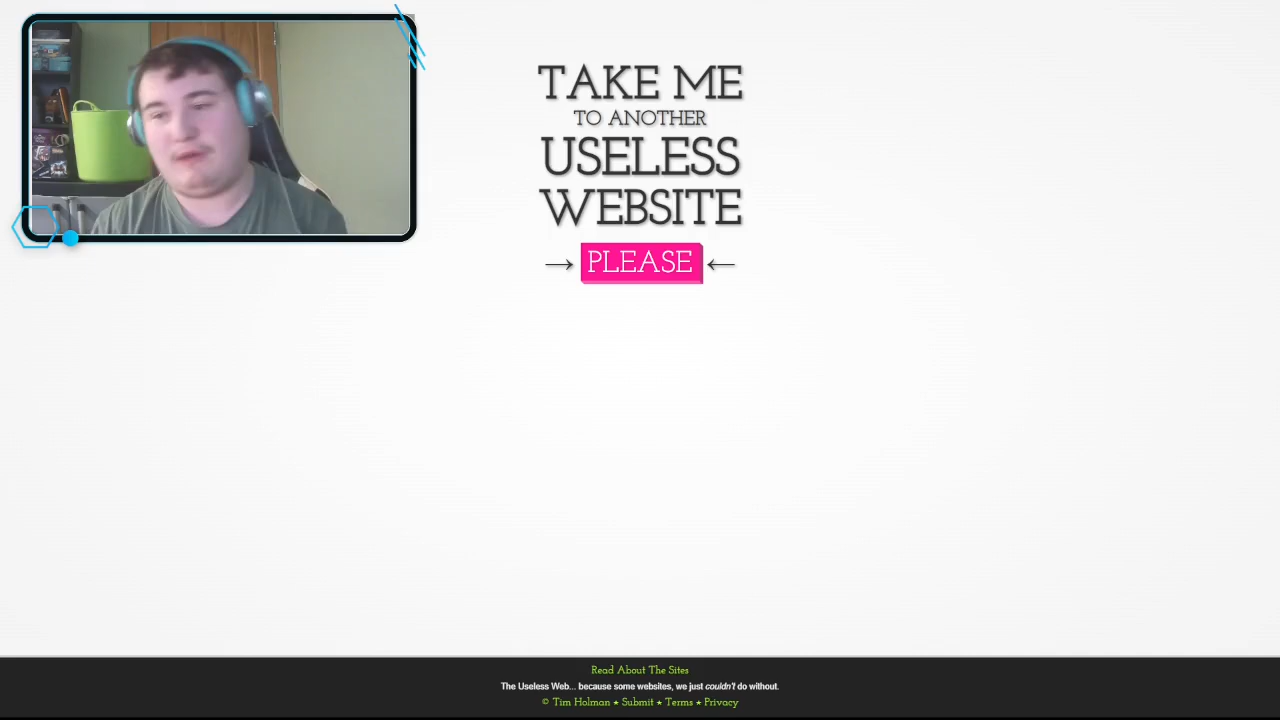 TAKE ME
TO ANOTHER
USELESS
WEBSITE
→ PLEASE ←
Read About The Sites
The Useless Web... because some websites, we just couldn't do without.
© Tim Holman ★ Submit ★ Terms ★ Privacy